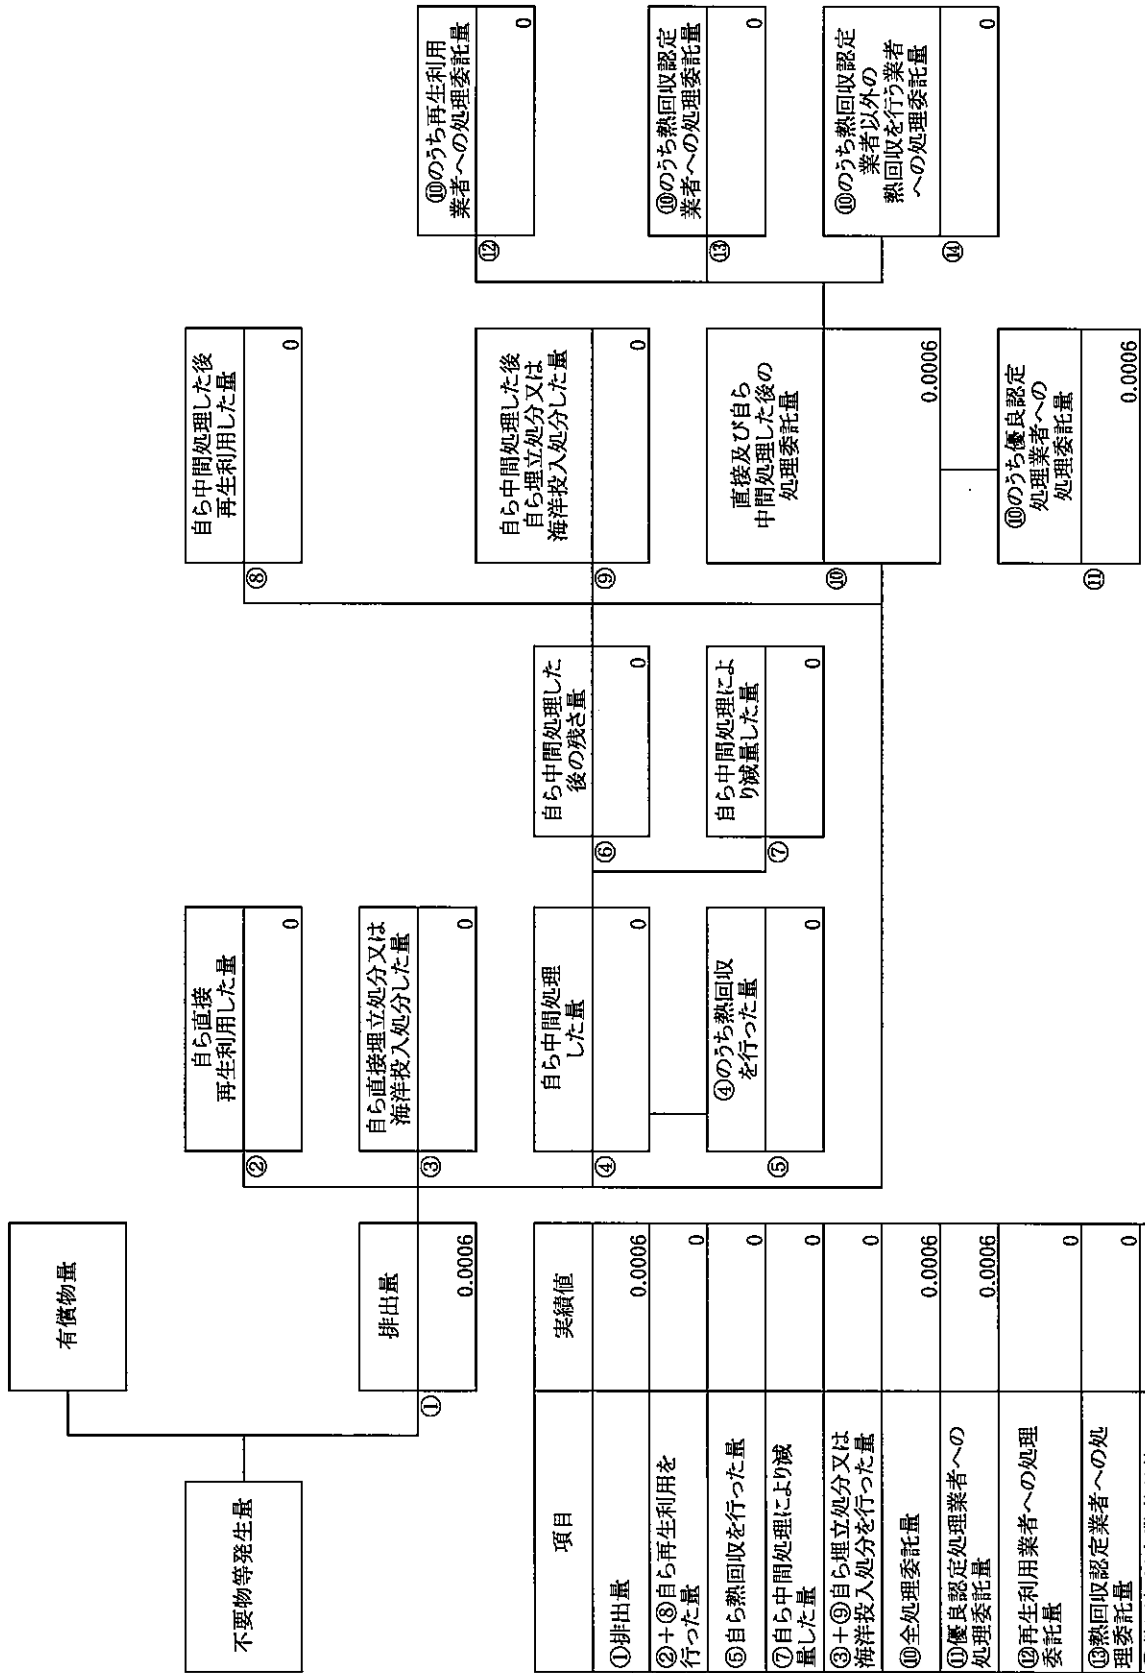 不要物等発生量
有償物量
排出量
①
0.0006
自ら直接
再生利用した量
②
0
自ら直接埋立処分又は
海洋投入処分した量
③
0
自ら中間処理
した量
④
0
④のうち熱回収
を行った量
⑤
0
自ら中間処理した
後の残さ量
⑥
0
自ら中間処理によ
り減量した量
⑦
0
自ら中間処理した後
再生利用した量
⑧
0
自ら中間処理した後
自ら埋立処分又は
海洋投入処分した量
⑨
0
直接及び自ら
中間処理した後の
処理委託量
⑩
0.0006
⑩のうち優良認定
処理業者への
処理委託量
⑪
0.0006
⑩のうち再生利用
業者への処理委託量
⑫
0
⑩のうち熱回収認定
業者への処理委託量
⑬
0
⑩のうち熱回収認定
業者以外の
熱回収を行う業者
への処理委託量
⑭
0
項目
実績値
①排出量
0.0006
②+⑧自ら再生利用を
行った量
0
⑤自ら熱回収を行った量
0
⑦自ら中間処理により減
量した量
0
③+⑨自ら埋立処分又は
海洋投入処分を行った量
0
⑩全処理委託量
0.0006
⑪優良認定処理業者への
処理委託量
0.0006
⑫再生利用業者への処理
委託量
0
⑬熱回収認定業者への処
理委託量
0